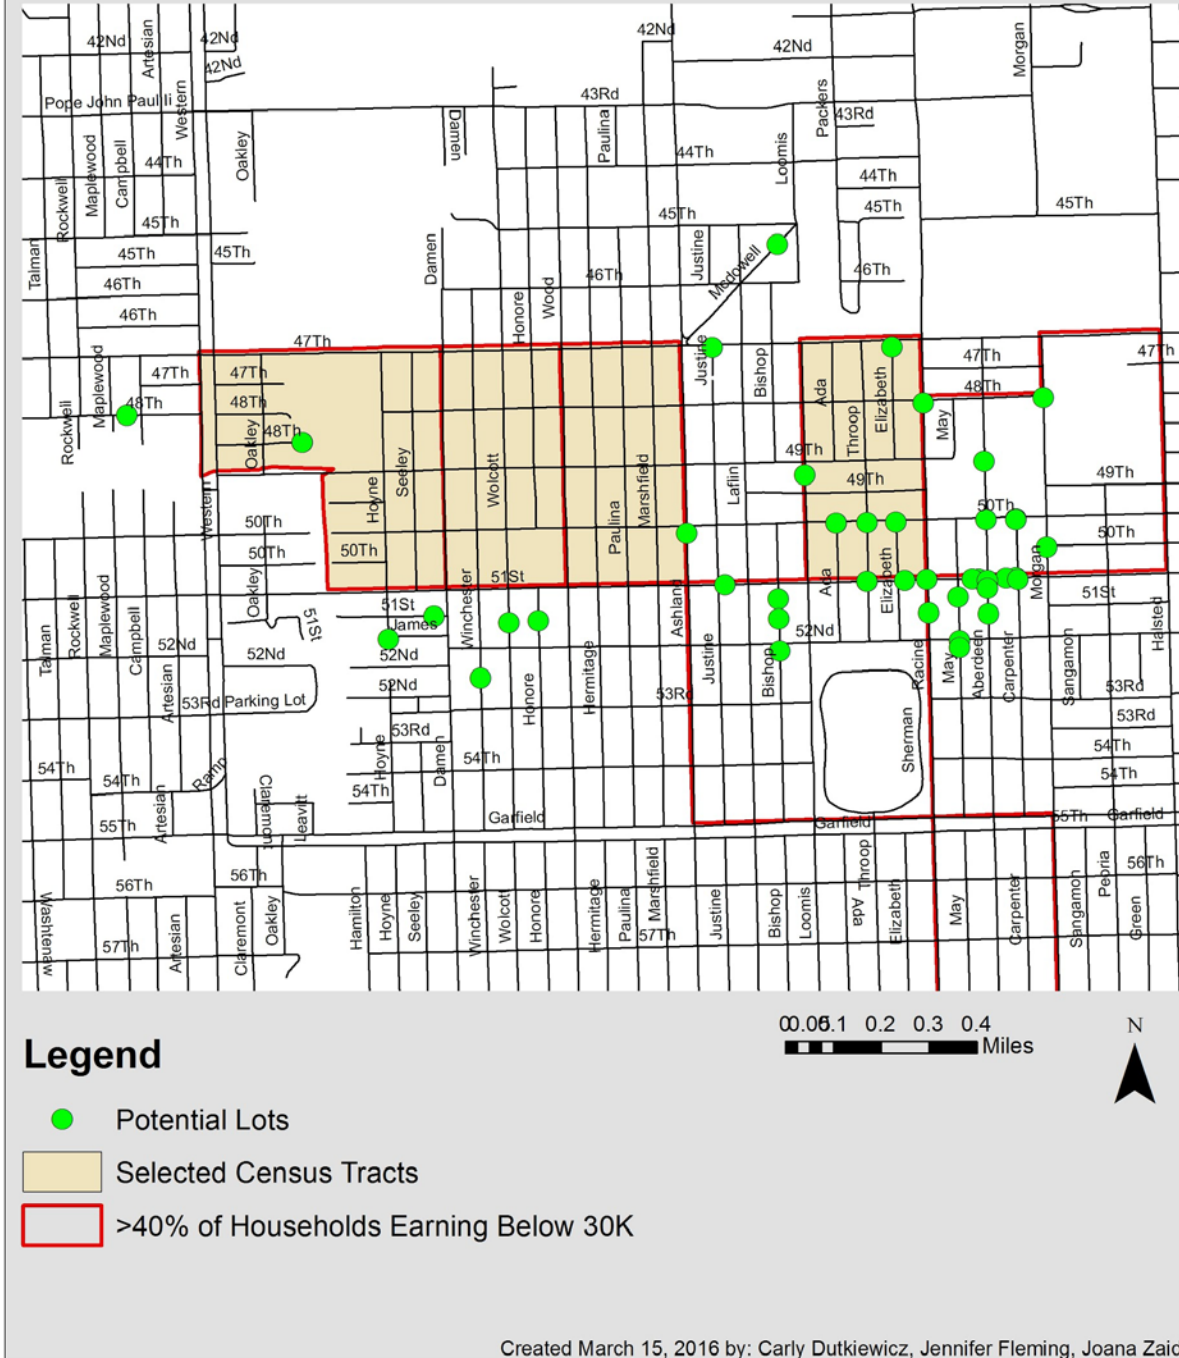 42Nd
Artesian
42Nd
42Nd
42Nd
42Nd
Morgan
Pope John Paul Ii
Western
43Rd
Packers
43Rd
Oakley
Damen
Paulina
Loomis
44Th
44Th
44Th
Rockwell
Maplewood
Campbell
45Th
45Th
45Th
45Th
45Th
45Th
Talman
46Th
46Th
Damen
Honore
Wood
46Th
Justine
Mcdowell
46Th
47Th
47Th
47Th
47Th
47Th
Maplewood
Rockwell
48Th
48Th
48Th
Oakley
Justine
Bishop
Ada
Throop
Elizabeth
48Th
May
Western
Hoyne
Seeley
Wolcott
Paulina
Marshfield
Laflin
49Th
49Th
49Th
50Th
50Th
50Th
50Th
50Th
Talman
Rockwell
Maplewood
Campbell
Artesian
52Nd
Oakley
51St
52Nd
53Rd Parking Lot
51St
51St
James
52Nd
52Nd
53Rd
Hoyne
Damen
Winchester
Honore
Hermitage
Ashland
53Rd
Justine
Bishop
52Nd
Ada
Elizabeth
Racine
Sherman
May
Aberdeen
Carpenter
Morgan
51St
Sangamon
Halsted
53Rd
53Rd
54Th
54Th
54Th
54Th
Artesian
Ramp
Claremont
Leavitt
54Th
54Th
55Th
Garfield
Garfield
55Th
Garfield
56Th
56Th
56Th
Washtenaw
57Th
Artesian
Claremont
Oakley
Hamilton
Hoyne
Seeley
Winchester
Wolcott
Honore
Hermitage
Paulina
Marshfield
57Th
Justine
Bishop
Loomis
Ada
Throop
Elizabeth
May
Carpenter
Sangamon
Peoria
Green
0 0.05 0.1 0.2 0.3 0.4
Miles
N
Legend
Potential Lots
Selected Census Tracts
>40% of Households Earning Below 30K
Created March 15, 2016 by: Carly Dutkiewicz, Jennifer Fleming, Joana Zaid